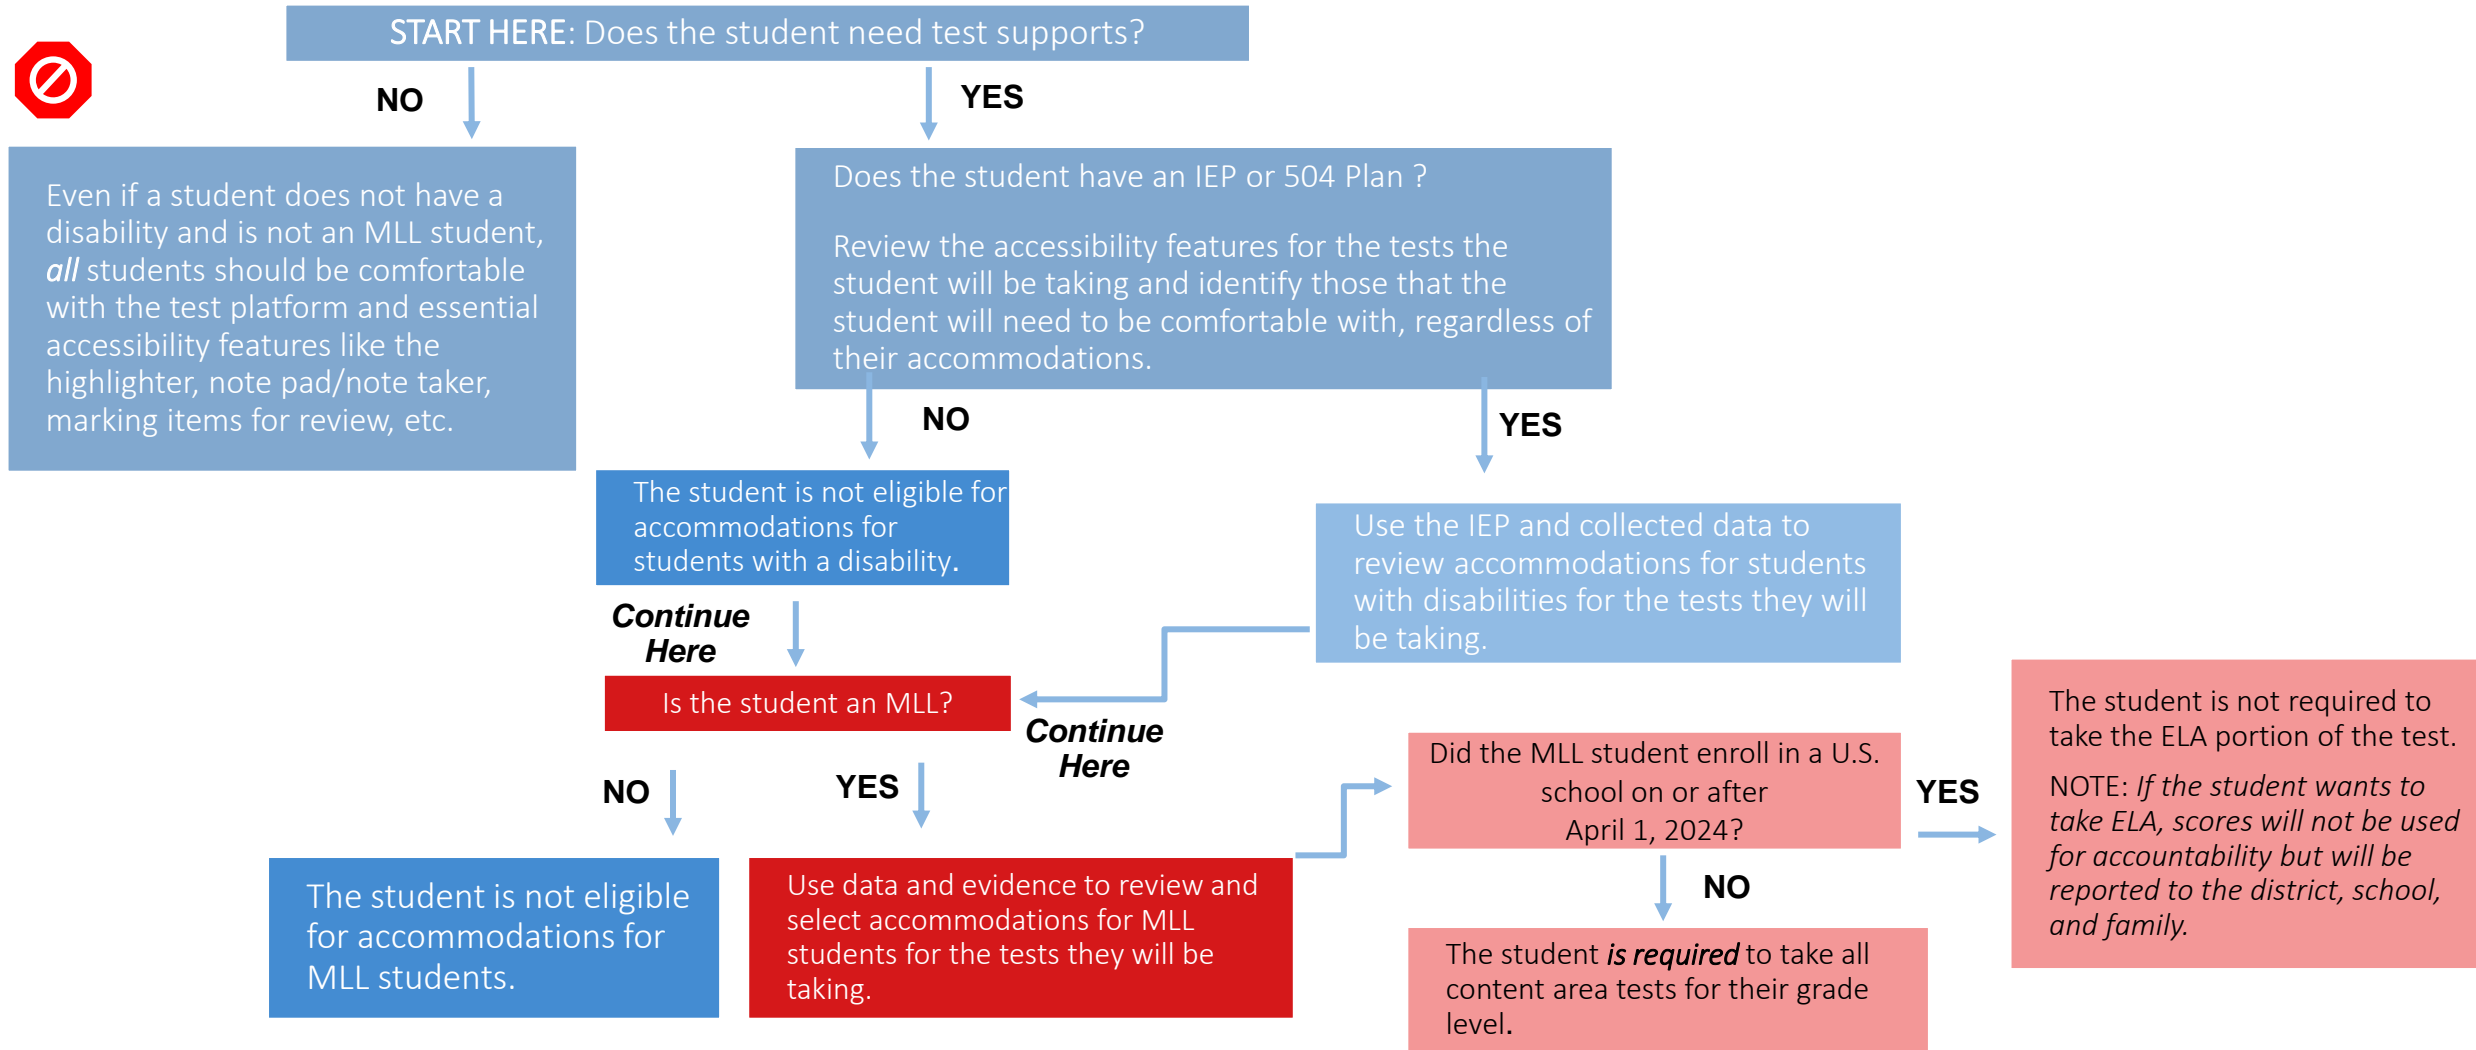 START HERE: Does the student need test supports?
NO
YES
Even if a student does not have a
disability and is not an MLL student,
all students should be comfortable
with the test platform and essential
accessibility features like the
highlighter, note pad/note taker,
marking items for review, etc.
Does the student have an IEP or 504 Plan ?
Review the accessibility features for the tests the
student will be taking and identify those that the
student will need to be comfortable with, regardless of
their accommodations.
NO
YES
The student is not eligible for
accommodations for
students with a disability.
Use the IEP and collected data to
review accommodations for students
with disabilities for the tests they will
be taking.
Continue
Here
Is the student an MLL?
Continue
Here
NO
YES
The student is not eligible
for accommodations for
MLL students.
Use data and evidence to review and
select accommodations for MLL
students for the tests they will be
taking.
Did the MLL student enroll in a U.S.
school on or after
April 1, 2024?
YES
NO
The student is not required to
take the ELA portion of the test.
NOTE: If the student wants to
take ELA, scores will not be used
for accountability but will be
reported to the district, school,
and family.
The student is required to take all
content area tests for their grade
level.